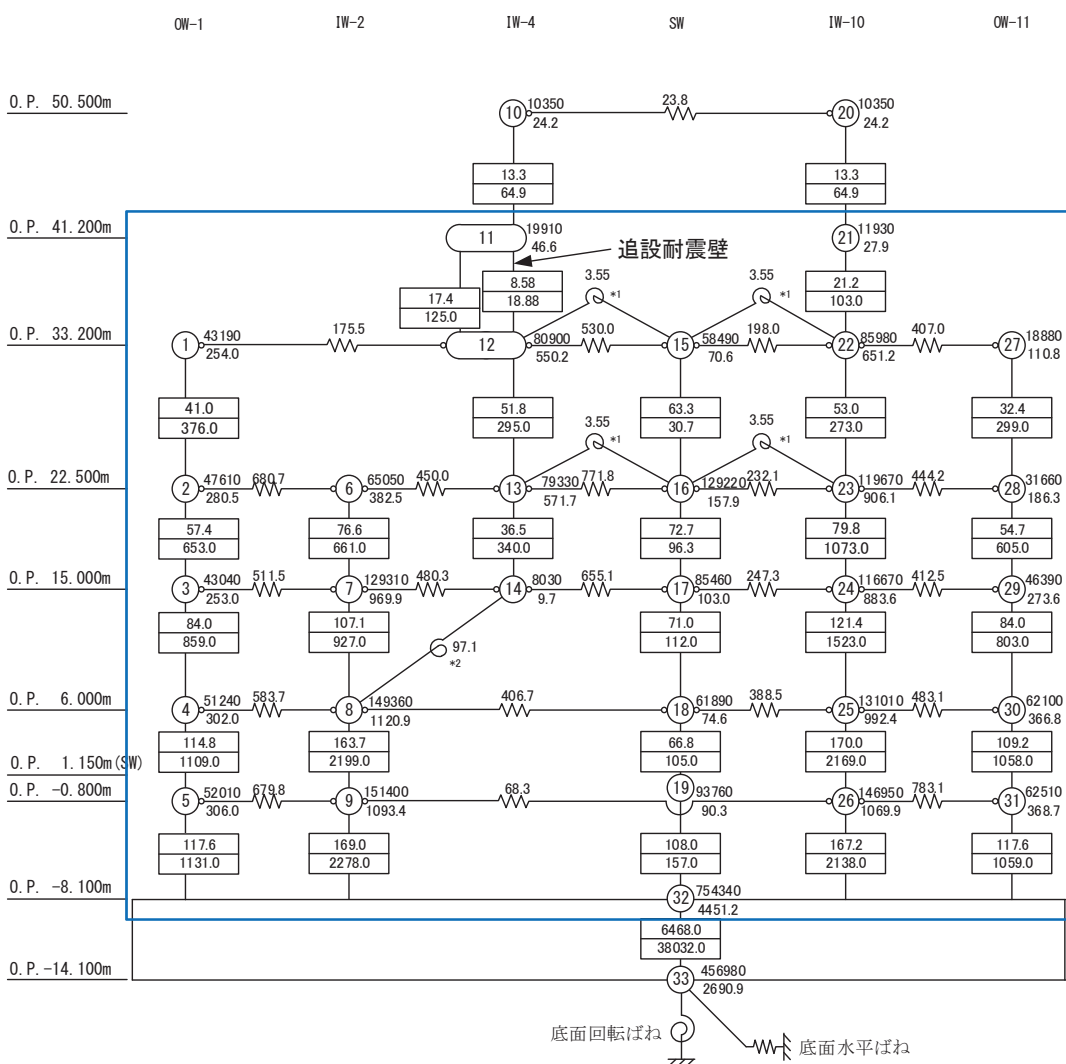 OW-1 IW-2 IW-4 SW IW-10 OW-11
O.P. 50.500m 10 10350 23.8 20 10350
24.2 24.2
13.3 13.3
64.9 64.9
O.P. 41.200m 11 19910 21 11930
46.6 27.9
追設耐震壁
8.58 3.55 3.55 21.2
17.4 18.88 *1 *1 103.0
125.0
O.P. 33.200m 1 43190 175.5 12 80900 530.0 15 58490 198.0 22 85980 407.0 27 18880
254.0 550.2 70.6 651.2 110.8
41.0 51.8 63.3 53.0 32.4
376.0 295.0 30.7 273.0 299.0
3.55 3.55
*1 *1
O.P. 22.500m 2 47610 680.7 6 65050 450.0 13 79330 771.8 16 129220 232.1 23 119670 444.2 28 31660
280.5 382.5 571.7 157.9 906.1 186.3
57.4 76.6 36.5 72.7 79.8 54.7
653.0 661.0 340.0 96.3 1073.0 605.0
O.P. 15.000m 3 43040 511.5 7 129310 480.3 14 8030 655.1 17 85460 247.3 24 116670 412.5 29 46390
253.0 969.9 9.7 103.0 883.6 273.6
84.0 107.1 71.0 121.4 84.0
859.0 927.0 112.0 1523.0 803.0
97.1
*2
O.P. 6.000m 4 51240 583.7 8 149360 406.7 18 61890 388.5 25 131010 483.1 30 62100
302.0 1120.9 74.6 992.4 366.8
114.8 163.7 66.8 170.0 109.2
1109.0 2199.0 105.0 2169.0 1058.0
O.P. 1.150m(SW)
O.P. -0.800m 5 52010 679.8 9 151400 68.3 19 93760 26 146950 783.1 31 62510
306.0 1093.4 90.3 1069.9 368.7
117.6 169.0 108.0 167.2 117.6
1131.0 2278.0 157.0 2138.0 1059.0
O.P. -8.100m 32 754340
4451.2
6468.0
38032.0
O.P.-14.100m 33 456980
2690.9
底面回転ばね 底面水平ばね